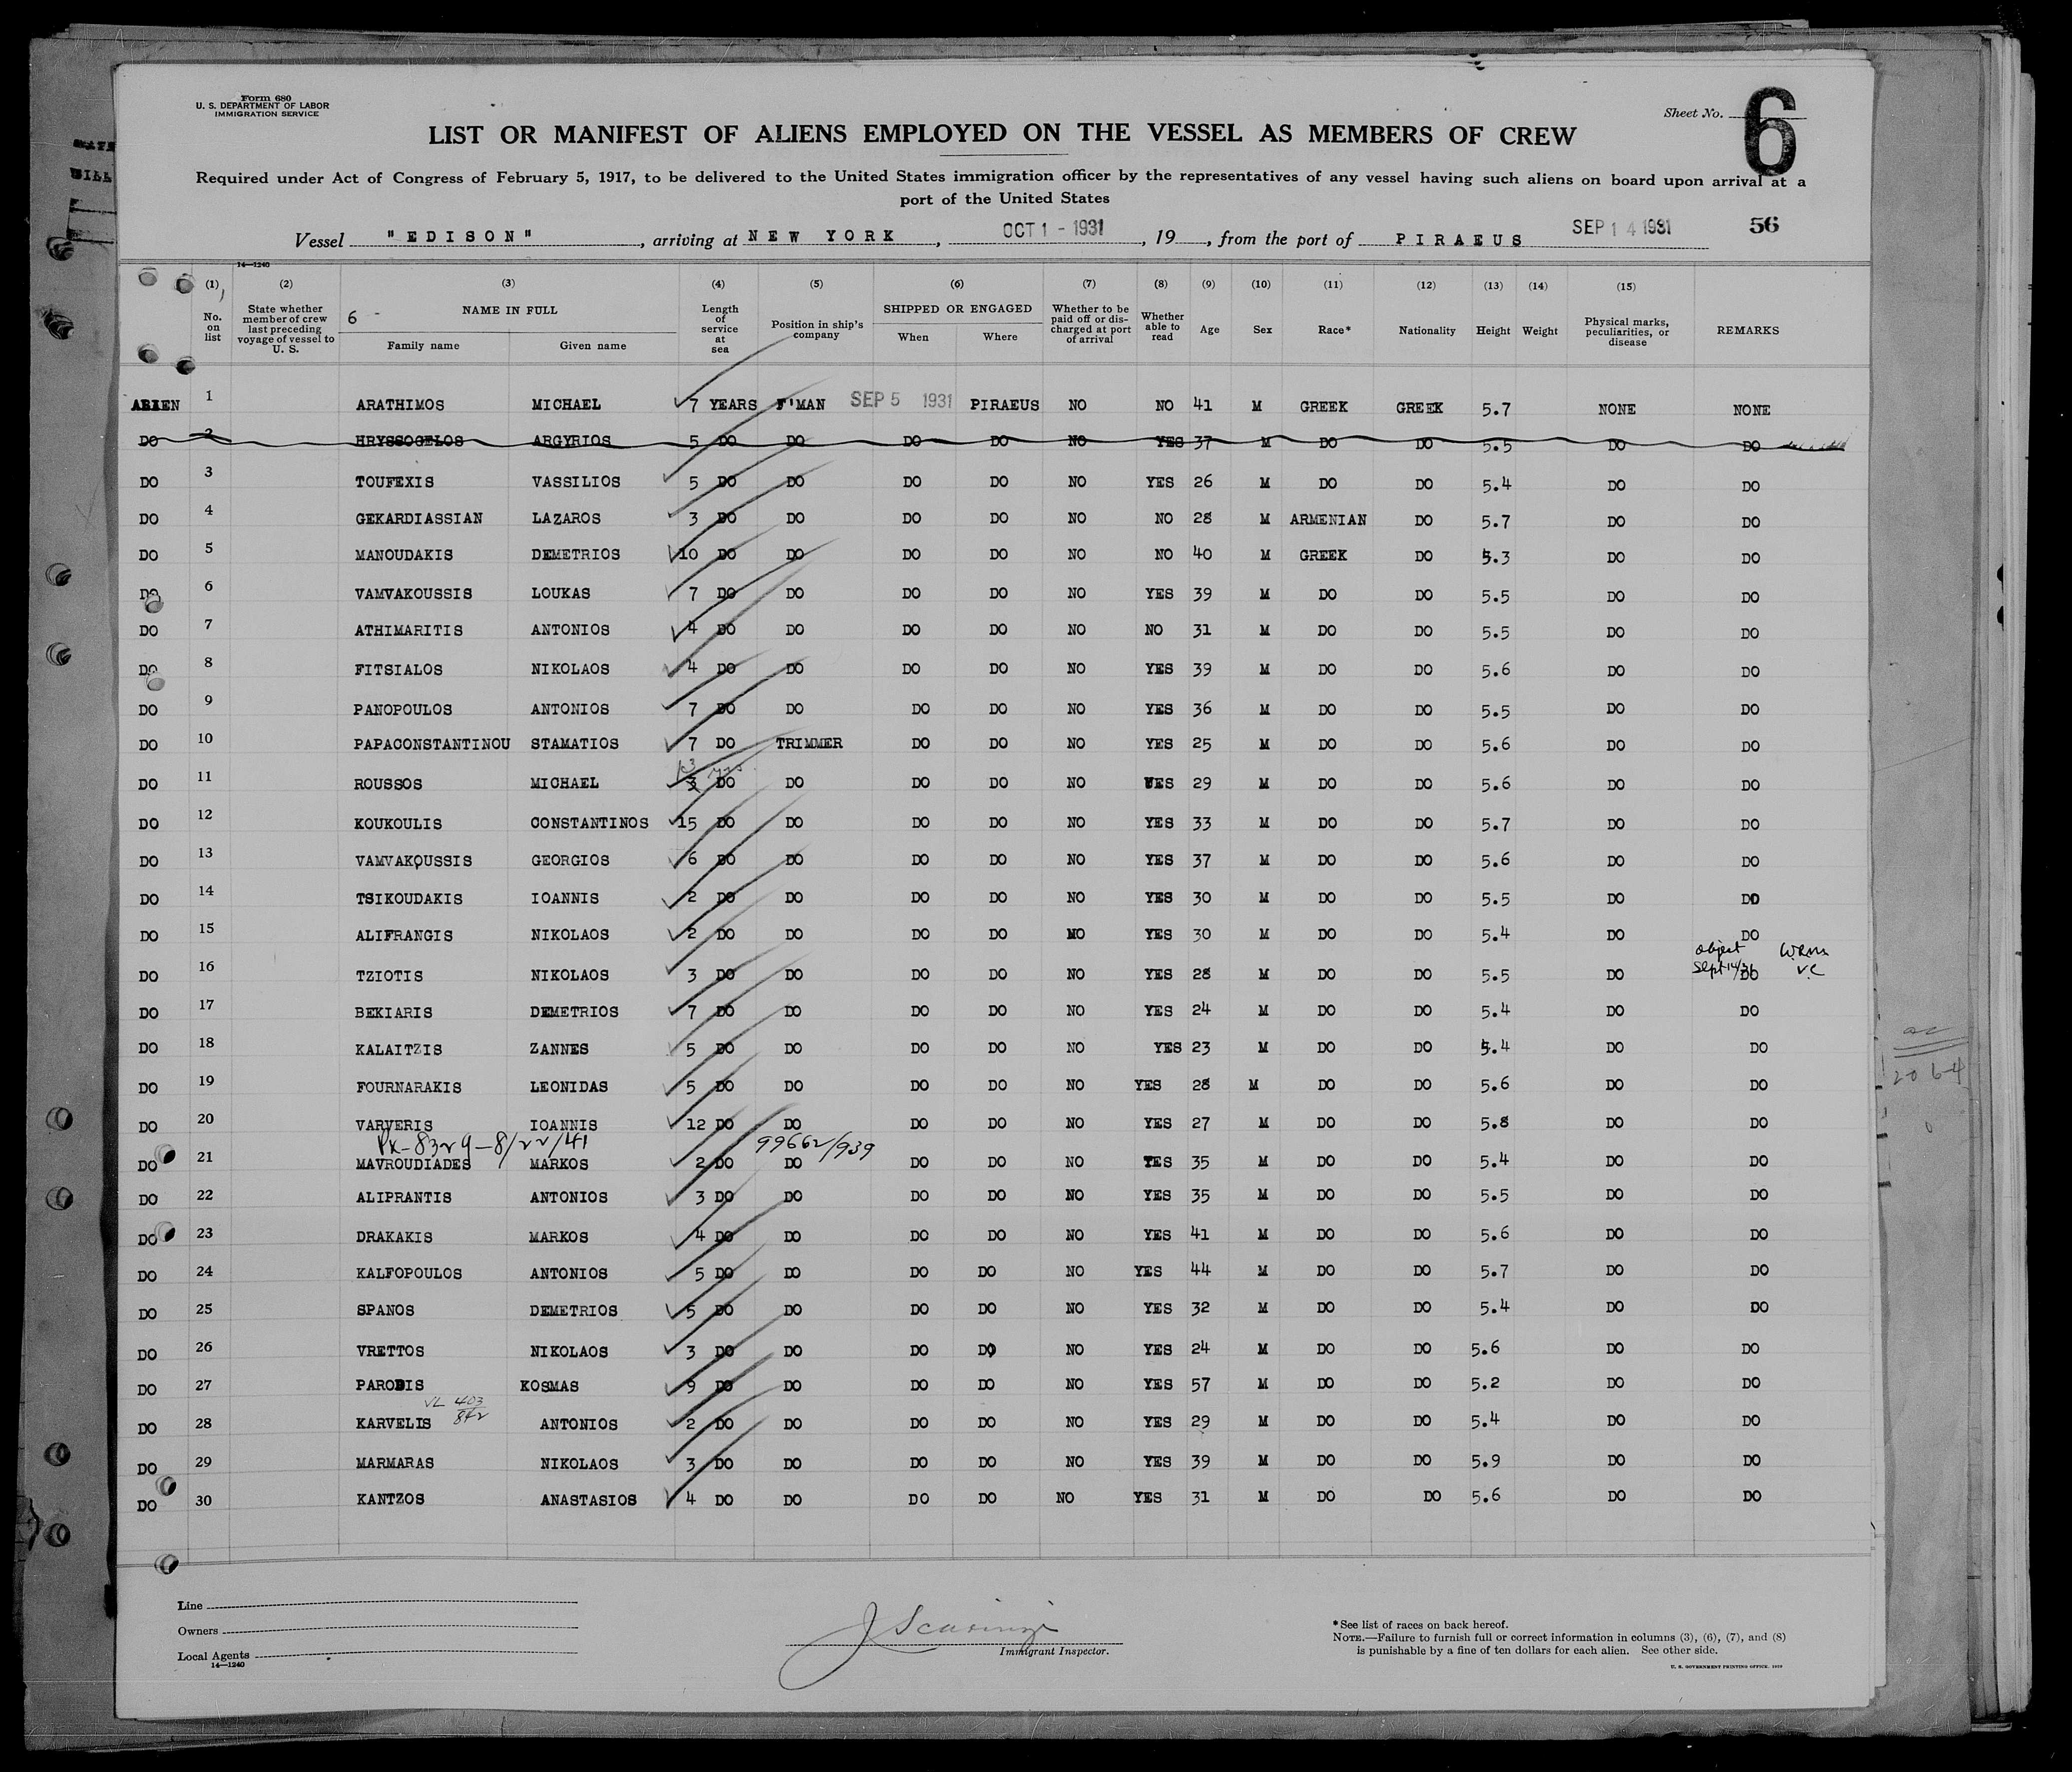 Form 680
U. S. DEPARTMENT OF LABOR
IMMIGRATION SERVICE
Sheet No. 6
LIST OR MANIFEST OF ALIENS EMPLOYED ON THE VESSEL AS MEMBERS OF CREW
Required under Act of Congress of February 5, 1917, to be delivered to the United States immigration officer by the representatives of any vessel having such aliens on board upon arrival at a
port of the United States
56
Vessel "EDISON", arriving at NEW YORK, OCT 1 - 1931, 19, from the port of PIRAEUS SEP 14 1931
14—1240
(1) (2) (3) (4) (5) (6) (7) (8) (9) (10) (11) (12) (13) (14) (15)
No. on list State whether member of crew last preceding voyage of vessel to U. S. 6 - NAME IN FULL Family name Given name Length of service at sea Position in ship's company SHIPPED OR ENGAGED When Where Whether to be paid off or discharged at port of arrival Whether able to read Age Sex Race* Nationality Height Weight Physical marks, peculiarities, or disease REMARKS
ALIEN 1 ARATHIMOS MICHAEL 7 YEARS F'MAN SEP 5 1931 PIRAEUS NO NO 41 M GREEK GREEK 5.7 NONE NONE
DO 2 HRYSSOGELOS ARGYRIOS 5 DO DO DO DO NO YES 37 M DO DO 5.5 DO DO
DO 3 TOUFEXIS VASSILIOS 5 DO DO DO DO NO YES 26 M DO DO 5.4 DO DO
DO 4 GEKARDIASSIAN LAZAROS 3 DO DO DO DO NO NO 28 M ARMENIAN DO 5.7 DO DO
DO 5 MANOUDAKIS DEMETRIOS 10 DO DO DO DO NO NO 40 M GREEK DO 5.3 DO DO
DO 6 VAMVAKOUSSIS LOUKAS 7 DO DO DO DO NO YES 39 M DO DO 5.5 DO DO
DO 7 ATHIMARITIS ANTONIOS 4 DO DO DO DO NO NO 31 M DO DO 5.5 DO DO
DO 8 FITSIALOS NIKOLAOS 4 DO DO DO DO NO YES 39 M DO DO 5.6 DO DO
DO 9 PANOPOULOS ANTONIOS 7 DO DO DO DO NO YES 36 M DO DO 5.5 DO DO
DO 10 PAPACONSTANTINOU STAMATIOS 7 DO TRIMMER DO DO NO YES 25 M DO DO 5.6 DO DO
yrs.
DO 11 ROUSSOS MICHAEL 3 DO DO DO DO NO YES 29 M DO DO 5.6 DO DO
DO 12 KOUKOULIS CONSTANTINOS 15 DO DO DO DO NO YES 33 M DO DO 5.7 DO DO
DO 13 VAMVAKOUSSIS GEORGIOS 6 DO DO DO DO NO YES 37 M DO DO 5.6 DO DO
DO 14 TSIKOUDAKIS IOANNIS 2 DO DO DO DO NO YES 30 M DO DO 5.5 DO DO
DO 15 ALIFRANGIS NIKOLAOS 2 DO DO DO DO NO YES 30 M DO DO 5.4 DO DO
object
DO 16 TZIOTIS NIKOLAOS 3 DO DO DO DO NO YES 28 M DO DO 5.5 DO Sept 14/31 DO V.C
DO 17 BEKIARIS DEMETRIOS 7 DO DO DO DO NO YES 24 M DO DO 5.4 DO DO
DO 18 KALAITZIS ZANNES 5 DO DO DO DO NO YES 23 M DO DO 5.4 DO DO
DO 19 FOURNARAKIS LEONIDAS 5 DO DO DO DO NO YES 28 M DO DO 5.6 DO DO
DO 20 VARVERIS IOANNIS 12 DO DO DO DO NO YES 27 M DO DO 5.8 DO DO
8329-8/22/41 99662/939
DO 21 MAVROUDIADES MARKOS 2 DO DO DO DO NO YES 35 M DO DO 5.4 DO DO
DO 22 ALIPRANTIS ANTONIOS 3 DO DO DO DO NO YES 35 M DO DO 5.5 DO DO
DO 23 DRAKAKIS MARKOS 4 DO DO DO DO NO YES 41 M DO DO 5.6 DO DO
DO 24 KALFOPOULOS ANTONIOS 5 DO DO DO DO NO YES 44 M DO DO 5.7 DO DO
DO 25 SPANOS DEMETRIOS 5 DO DO DO DO NO YES 32 M DO DO 5.4 DO DO
DO 26 VRETTOS NIKOLAOS 3 DO DO DO DO NO YES 24 M DO DO 5.6 DO DO
DO 27 PARODIS KOSMAS 9 DO DO DO DO NO YES 57 M DO DO 5.2 DO DO
403
DO 28 KARVELIS ANTONIOS 2 DO DO DO DO NO YES 29 M DO DO 5.4 DO DO
DO 29 MARMARAS NIKOLAOS 3 DO DO DO DO NO YES 39 M DO DO 5.9 DO DO
DO 30 KANTZOS ANASTASIOS 4 DO DO DO DO NO YES 31 M DO DO 5.6 DO DO
Line
Owners
Local Agents
14—1240
Immigrant Inspector.
*See list of races on back hereof.
NOTE.—Failure to furnish full or correct information in columns (3), (6), (7), and (8)
is punishable by a fine of ten dollars for each alien. See other side.
U. S. GOVERNMENT PRINTING OFFICE: 1929